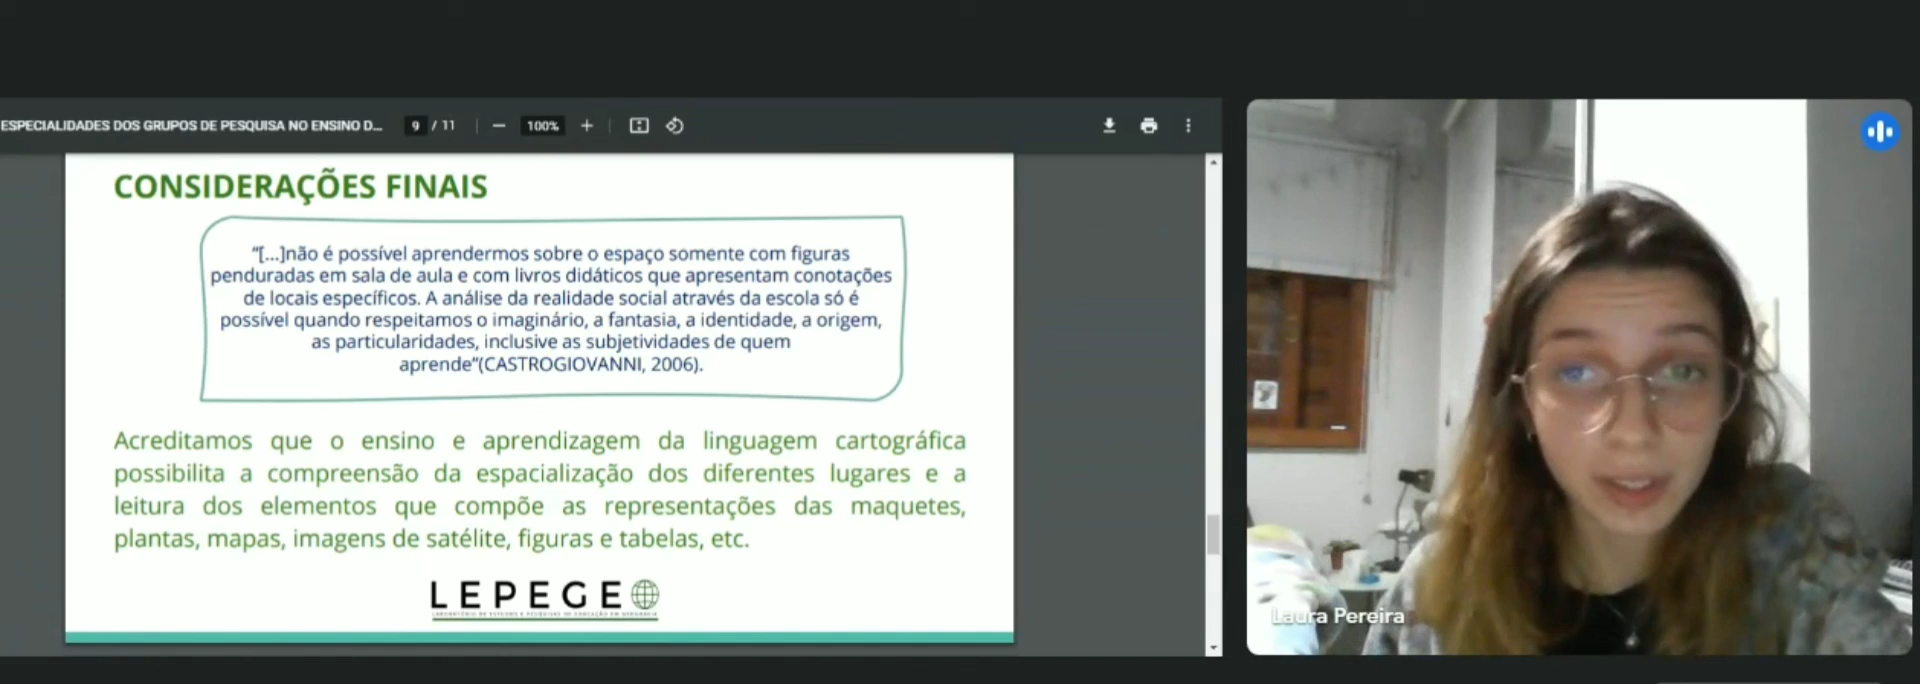 ESPECIALIDADES DOS GRUPOS DE PESQUISA NO ENSINO D...
9 / 11
100%
CONSIDERAÇÕES FINAIS
“[...]não é possível aprendermos sobre o espaço somente com figuras
penduradas em sala de aula e com livros didáticos que apresentam conotações
de locais específicos. A análise da realidade social através da escola só é
possível quando respeitamos o imaginário, a fantasia, a identidade, a origem,
as particularidades, inclusive as subjetividades de quem
aprende”(CASTROGIOVANNI, 2006).
Acreditamos que o ensino e aprendizagem da linguagem cartográfica
possibilita a compreensão da espacialização dos diferentes lugares e a
leitura dos elementos que compõe as representações das maquetes,
plantas, mapas, imagens de satélite, figuras e tabelas, etc.
LEPEGE
Laura Pereira